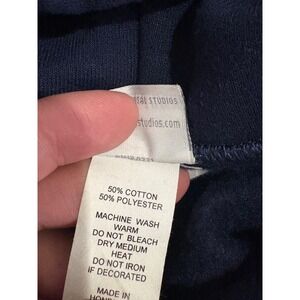 STUDIOS
studios.com
50% COTTON
50% POLYESTER
MACHINE WASH
WARM
DO NOT BLEACH
DRY MEDIUM
HEAT
DO NOT IRON
IF DECORATED
MADE IN